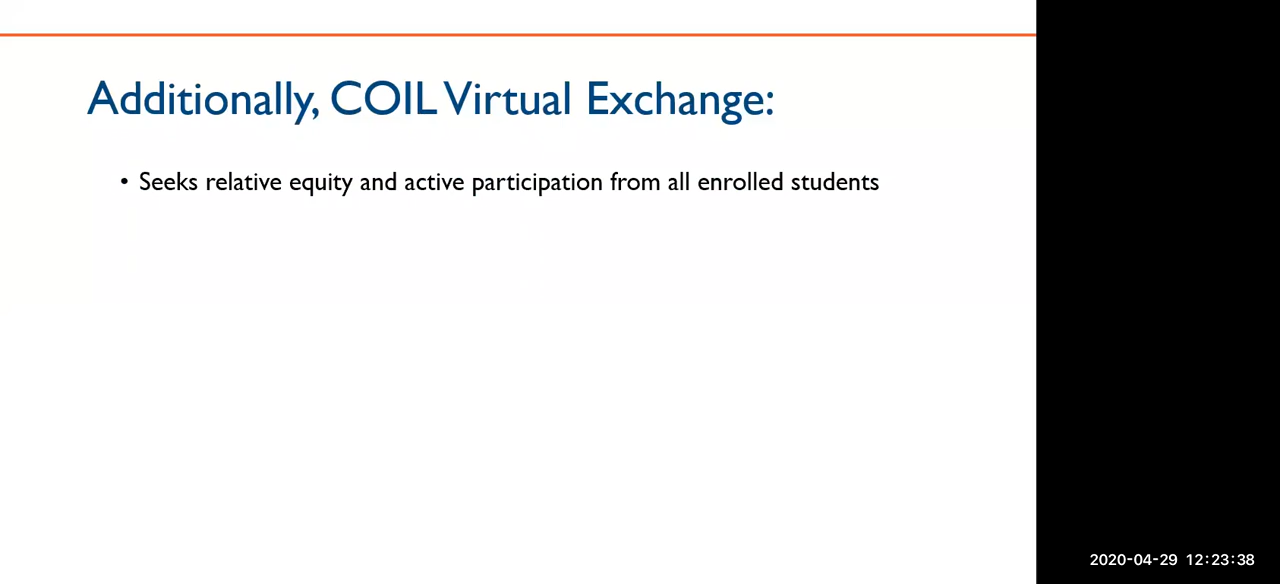 Additionally, COIL Virtual Exchange:
• Seeks relative equity and active participation from all enrolled students
2020-04-29 12:23:38